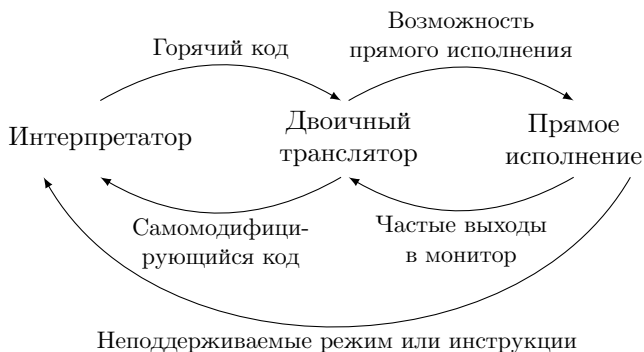 Возможность
прямого исполнения
Горячий код
Интерпретатор
Двоичный
транслятор
Прямое
исполнение
Самомодифици-
рующийся код
Частые выходы
в монитор
Неподдерживаемые режим или инструкции